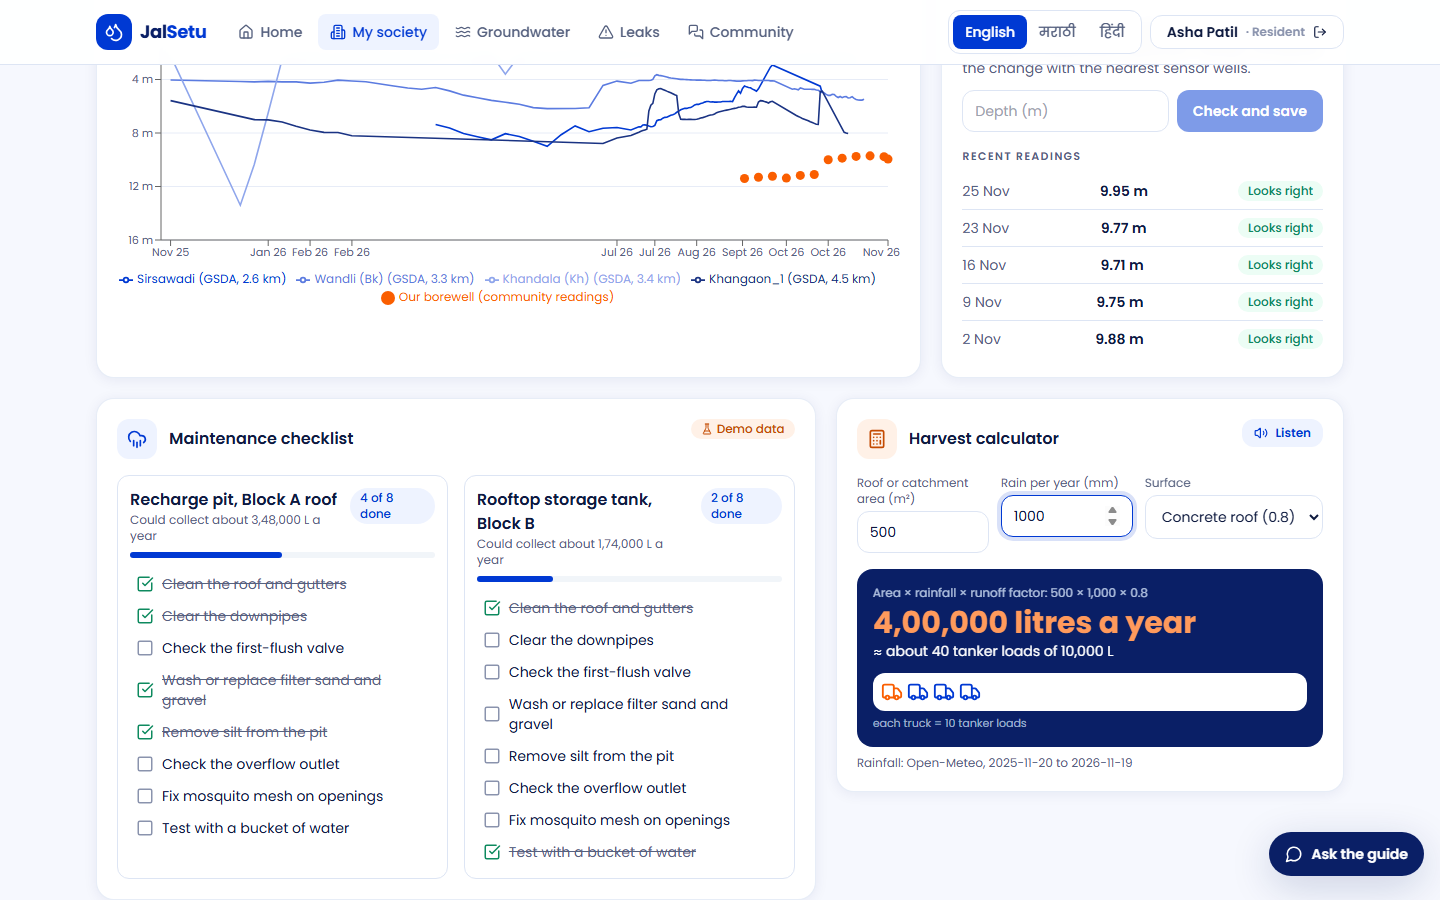 JalSetu
Home
My society
Groundwater
Leaks
Community
English
मराठी
हिंदी
Asha Patil · Resident
the change with the nearest sensor wells.
Depth (m)
Check and save
RECENT READINGS
25 Nov 9.95 m Looks right
23 Nov 9.77 m Looks right
16 Nov 9.71 m Looks right
9 Nov 9.75 m Looks right
2 Nov 9.88 m Looks right
4 m
8 m
12 m
16 m
Nov 25 Jan 26 Feb 26 Feb 26 Jul 26 Jul 26 Aug 26 Sept 26 Oct 26 Oct 26 Nov 26
Sirsawadi (GSDA, 2.6 km) Wandli (Bk) (GSDA, 3.3 km) Khandala (Kh) (GSDA, 3.4 km) Khangaon_1 (GSDA, 4.5 km)
Our borewell (community readings)
Maintenance checklist
Demo data
Recharge pit, Block A roof
4 of 8
done
Could collect about 3,48,000 L a
year
Clean the roof and gutters
Clear the downpipes
Check the first-flush valve
Wash or replace filter sand and
gravel
Remove silt from the pit
Check the overflow outlet
Fix mosquito mesh on openings
Test with a bucket of water
Rooftop storage tank,
Block B
2 of 8
done
Could collect about 1,74,000 L a
year
Clean the roof and gutters
Clear the downpipes
Check the first-flush valve
Wash or replace filter sand and
gravel
Remove silt from the pit
Check the overflow outlet
Fix mosquito mesh on openings
Test with a bucket of water
Harvest calculator
Listen
Roof or catchment
area (m²)
500
Rain per year (mm)
1000
Surface
Concrete roof (0.8)
Area × rainfall × runoff factor: 500 × 1,000 × 0.8
4,00,000 litres a year
≈ about 40 tanker loads of 10,000 L
each truck = 10 tanker loads
Rainfall: Open-Meteo, 2025-11-20 to 2026-11-19
Ask the guide